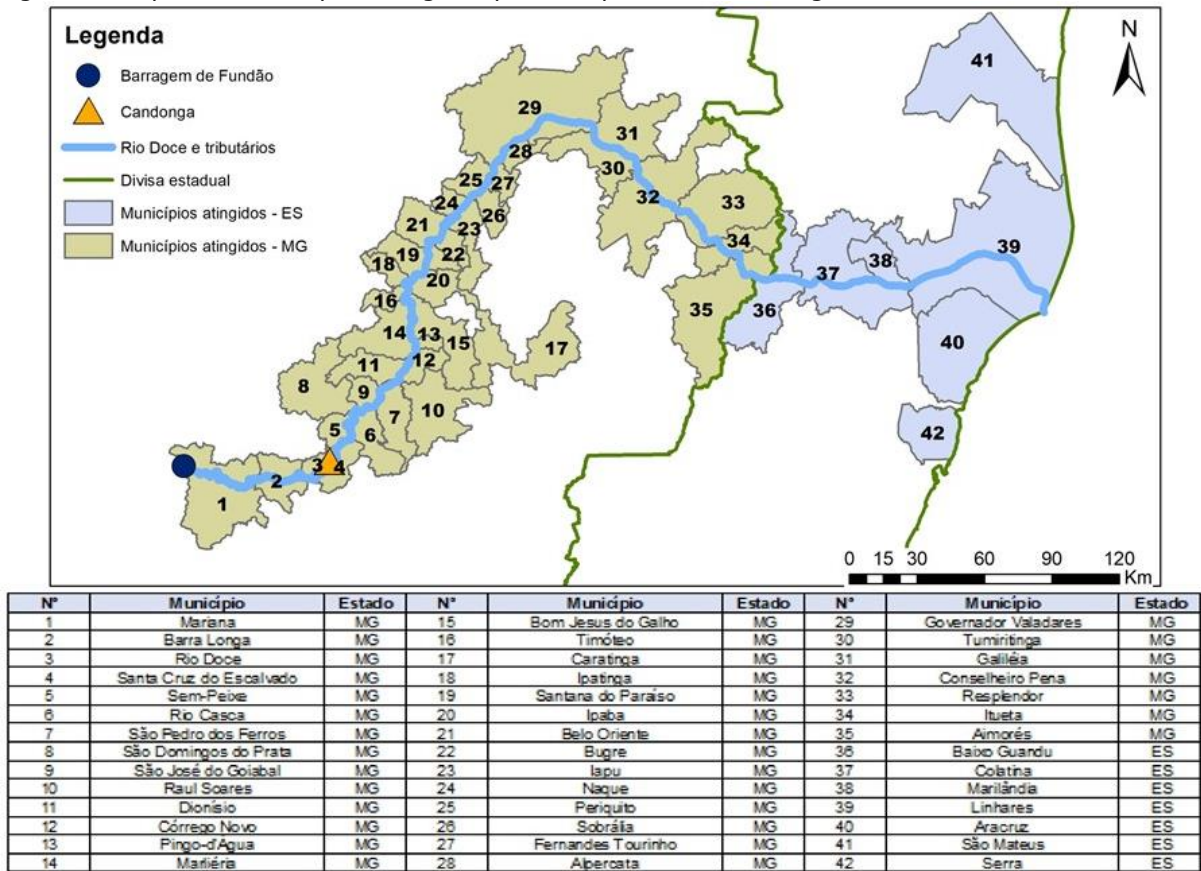 Legenda
Barragem de Fundão
Candonga
Rio Doce e tributários
Divisa estadual
Municípios atingidos - ES
Municípios atingidos - MG
N
41
29
31
28
30
25
27
24
26
32
33
21
23
34
39
19
22
38
18
20
37
16
35
36
14
13
15
17
40
12
11
8
9
7
10
5
6
42
3
4
2
1
0 15 30 60 90 120
Km
N° Município Estado N° Município Estado N° Município Estado
1 Mariana MG 15 Bom Jesus do Galho MG 29 Governador Valadares MG
2 Barra Longa MG 16 Timóteo MG 30 Tumiritinga MG
3 Rio Doce MG 17 Caratinga MG 31 Galiléia MG
4 Santa Cruz do Escalvado MG 18 Ipatinga MG 32 Conselheiro Pena MG
5 Sem-Peixe MG 19 Santana do Paraíso MG 33 Resplendor MG
6 Rio Casca MG 20 Ipaba MG 34 Itueta MG
7 São Pedro dos Ferros MG 21 Belo Oriente MG 35 Aimorés MG
8 São Domingos do Prata MG 22 Bugre MG 36 Baixo Guandu ES
9 São José do Goiabal MG 23 Iapu MG 37 Colatina ES
10 Raul Soares MG 24 Naque MG 38 Marilândia ES
11 Dionísio MG 25 Periquito MG 39 Linhares ES
12 Córrego Novo MG 26 Sobrália MG 40 Aracruz ES
13 Pingo-d'Água MG 27 Fernandes Tourinho MG 41 São Mateus ES
14 Marliéria MG 28 Alpercata MG 42 Serra ES